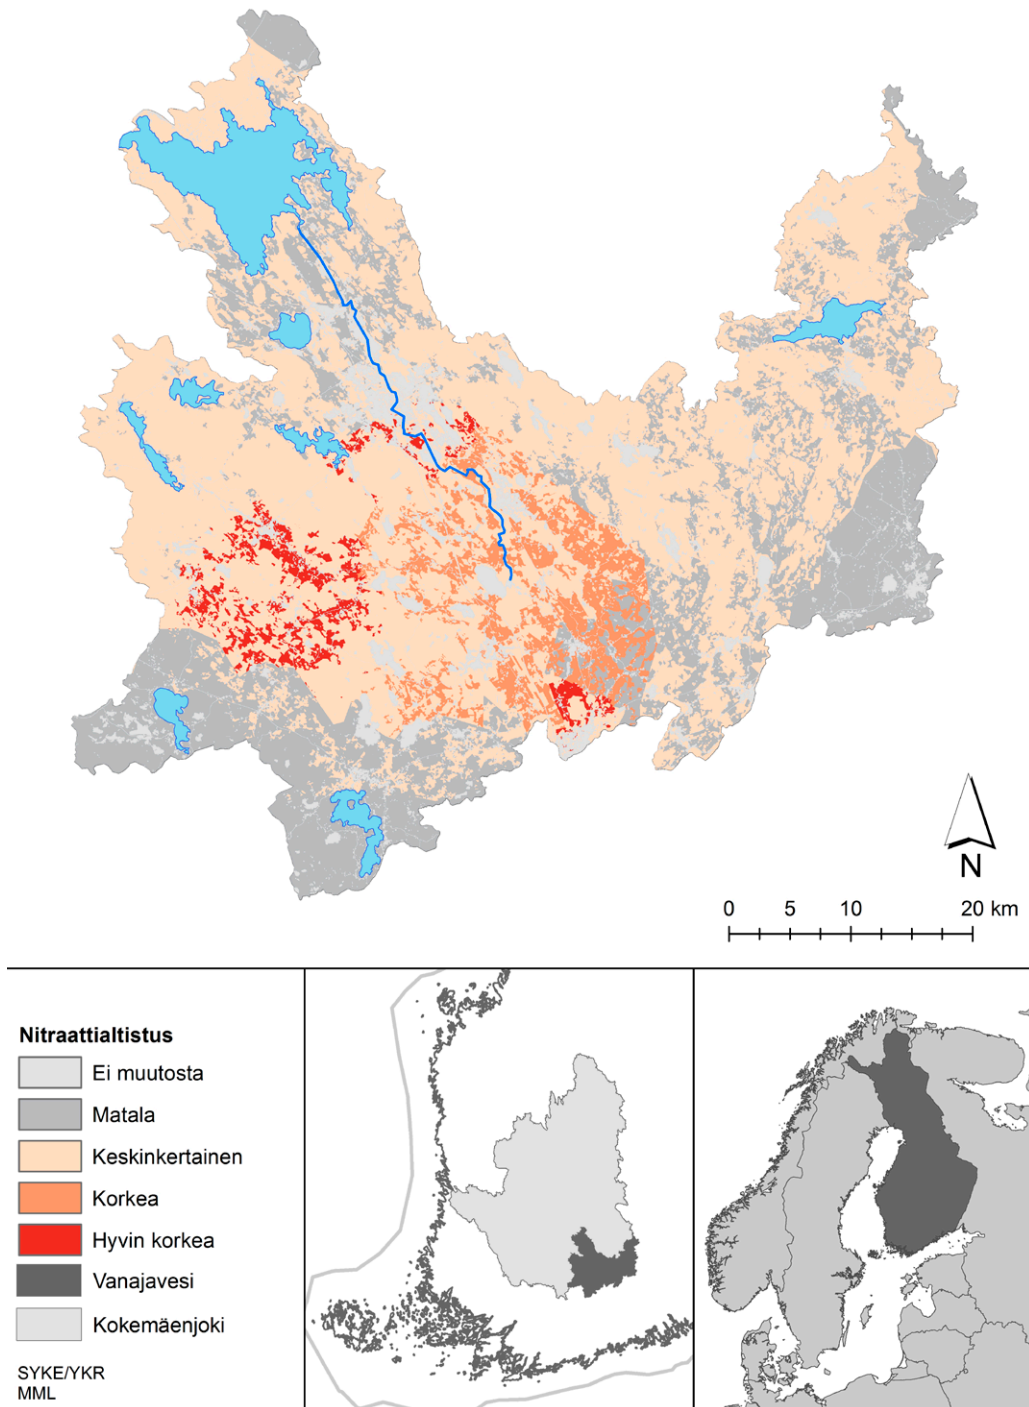 N
0 5 10 20 km
Nitraattialtistus
Ei muutosta
Matala
Keskinkertainen
Korkea
Hyvin korkea
Vanajavesi
Kokemäenjoki
SYKE/YKR
MML